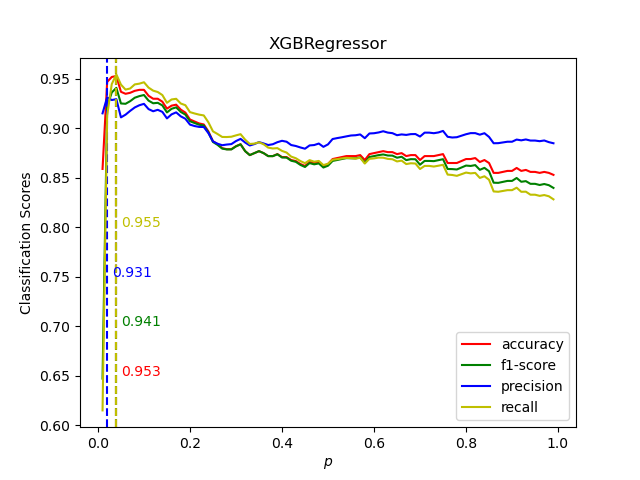 XGBRegressor
Classification Scores
0.95
0.90
0.85
0.80
0.75
0.70
0.65
0.60
0.955
0.931
0.941
0.953
accuracy
f1-score
precision
recall
0.0 0.2 0.4 0.6 0.8 1.0
p